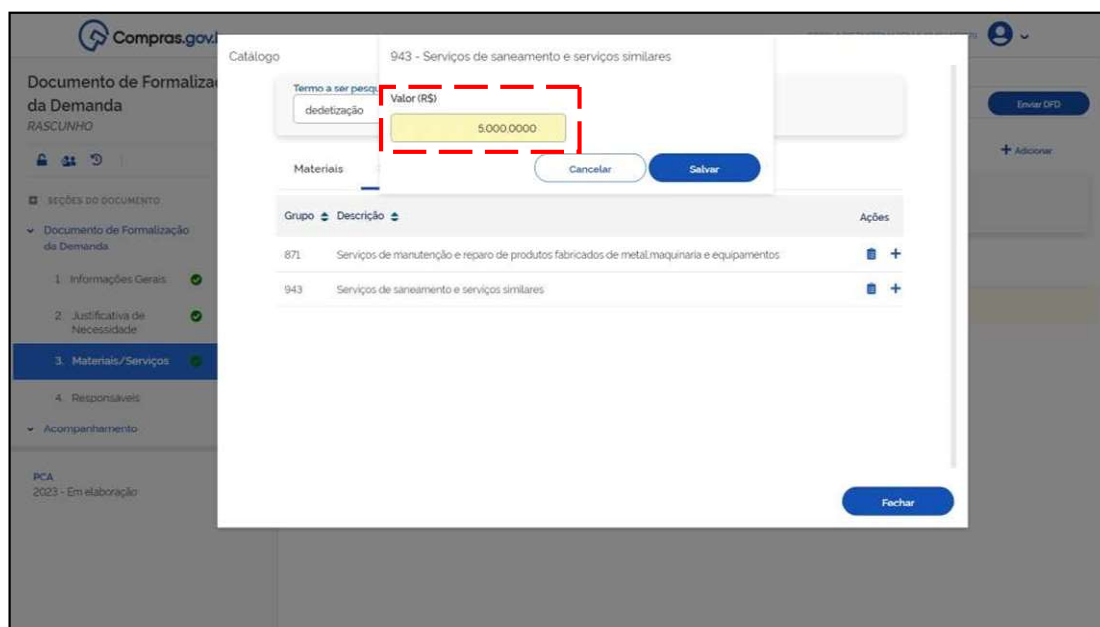 Compras.gov.
Documento de Formaliza
da Demanda
RASCUNHO
SEÇÕES DO DOCUMENTO
Documento de Formalização
da Demanda
1. Informações Gerais
2. Justificativa de
Necessidade
3. Materiais/Serviços
4. Responsáveis
Acompanhamento
PCA
2023 - Em elaboração
Catálogo
Termo a ser pesqu
dedetização
943 - Serviços de saneamento e serviços similares
Valor (R$)
5.000,0000
Cancelar
Salvar
Materiais
Grupo Descrição Ações
871 Serviços de manutenção e reparo de produtos fabricados de metal,maquinaria e equipamentos
943 Serviços de saneamento e serviços similares
Fechar
Enviar DFD
Adicionar